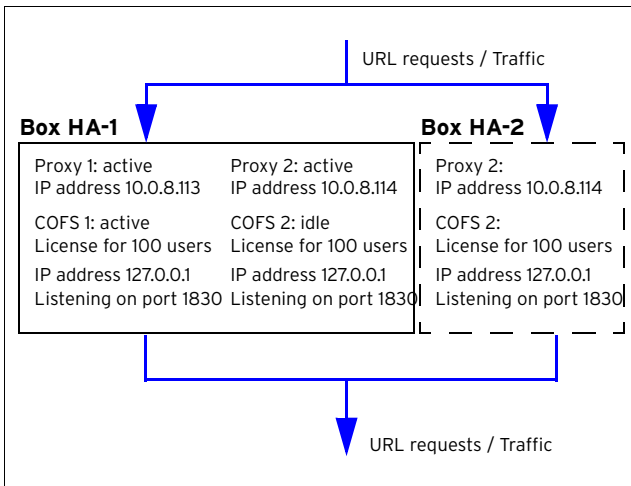 URL requests / Traffic
Box HA-1
Proxy 1: active
IP address 10.0.8.113
COFS 1: active
License for 100 users
IP address 127.0.0.1
Listening on port 1830
Proxy 2: active
IP address 10.0.8.114
COFS 2: idle
License for 100 users
IP address 127.0.0.1
Listening on port 1830
Box HA-2
Proxy 2:
IP address 10.0.8.114
COFS 2:
License for 100 users
IP address 127.0.0.1
Listening on port 1830
URL requests / Traffic